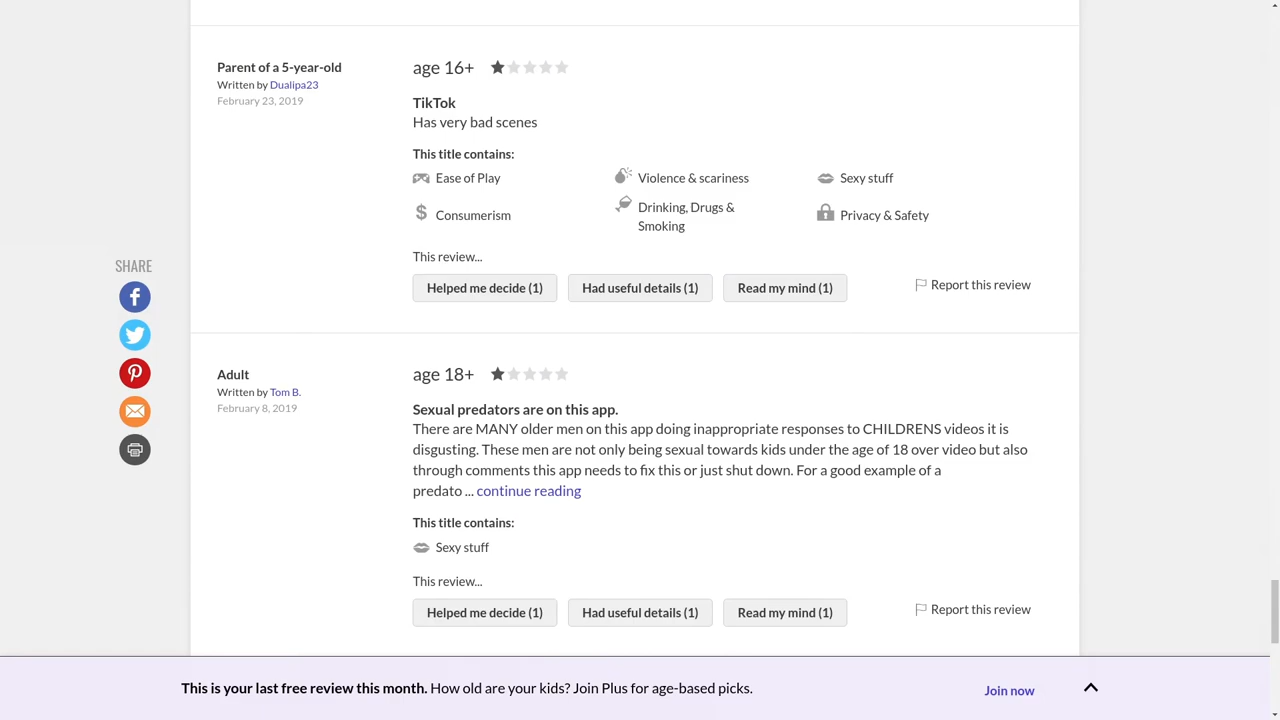 Parent of a 5-year-old
Written by Dualipa23
February 23, 2019
age 16+
TikTok
Has very bad scenes
This title contains:
Ease of Play
Violence & scariness
Sexy stuff
Consumerism
Drinking, Drugs &
Smoking
Privacy & Safety
This review...
Helped me decide (1)
Had useful details (1)
Read my mind (1)
Report this review
SHARE
Adult
Written by Tom B.
February 8, 2019
age 18+
Sexual predators are on this app.
There are MANY older men on this app doing inappropriate responses to CHILDRENS videos it is
disgusting. These men are not only being sexual towards kids under the age of 18 over video but also
through comments this app needs to fix this or just shut down. For a good example of a
predato ... continue reading
This title contains:
Sexy stuff
This review...
Helped me decide (1)
Had useful details (1)
Read my mind (1)
Report this review
This is your last free review this month. How old are your kids? Join Plus for age-based picks.
Join now